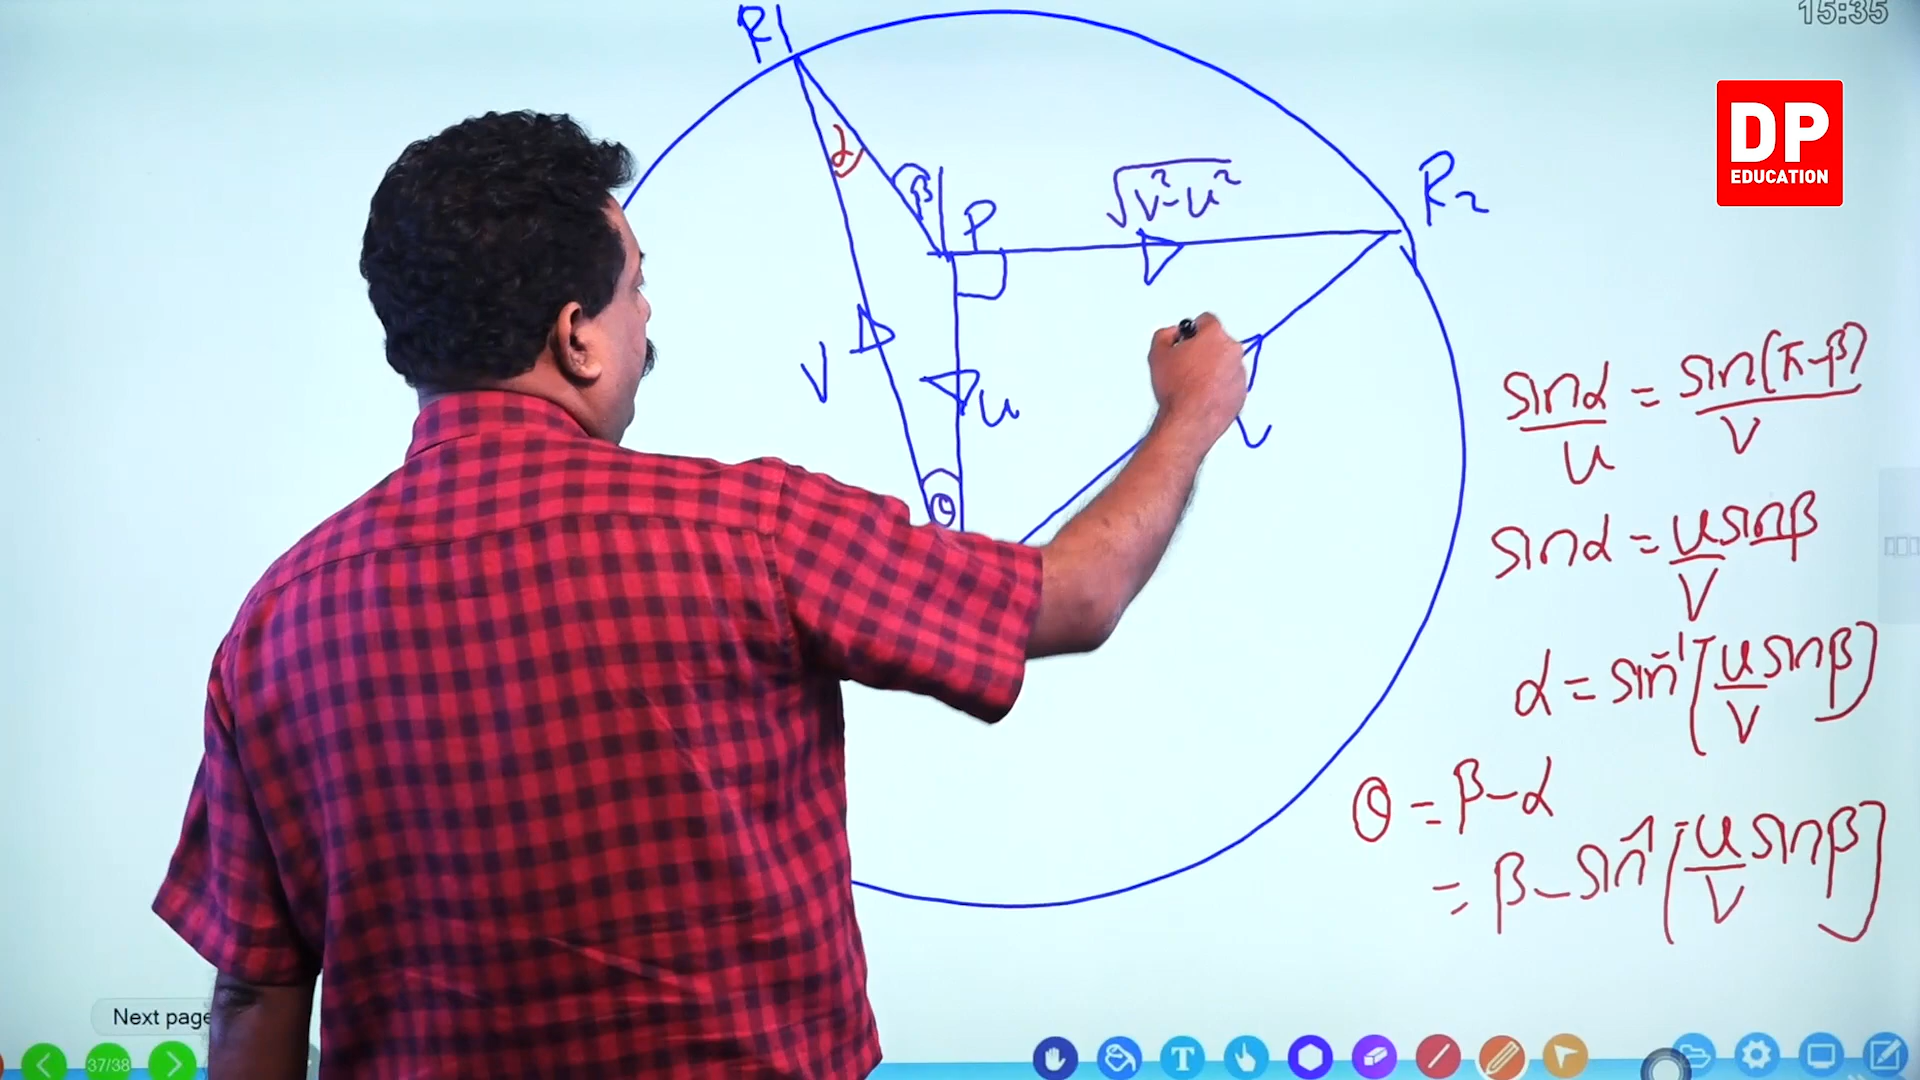 15:35
DP
EDUCATION
R1
α
β
P
√v²-u²
R2
V
u
θ
V
sinα/u = sin(π-β)/V
sinα = u/V sinβ
α = sin⁻¹[u/V sinβ]
θ = β-α
= β - sin⁻¹[u/V sinβ]
Next page
37/38
T